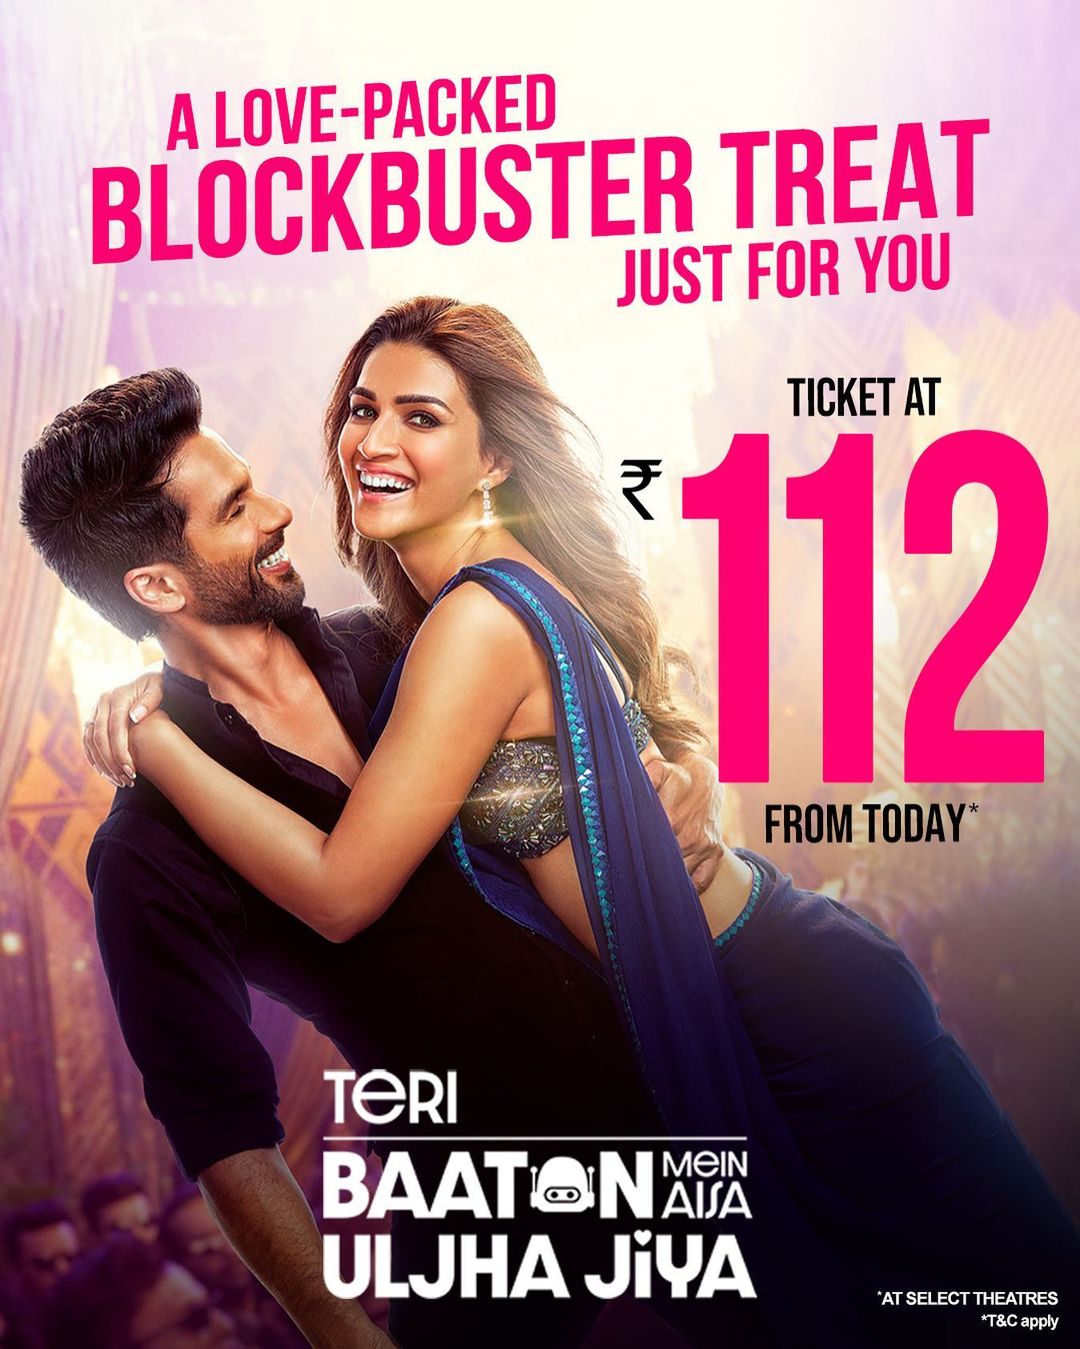 A LOVE-PACKED
BLOCKBUSTER TREAT
JUST FOR YOU
TICKET AT
₹112
FROM TODAY*
TERI
BAATON MEIN AISA
ULJHA JIYA
*AT SELECT THEATRES
*T&C apply